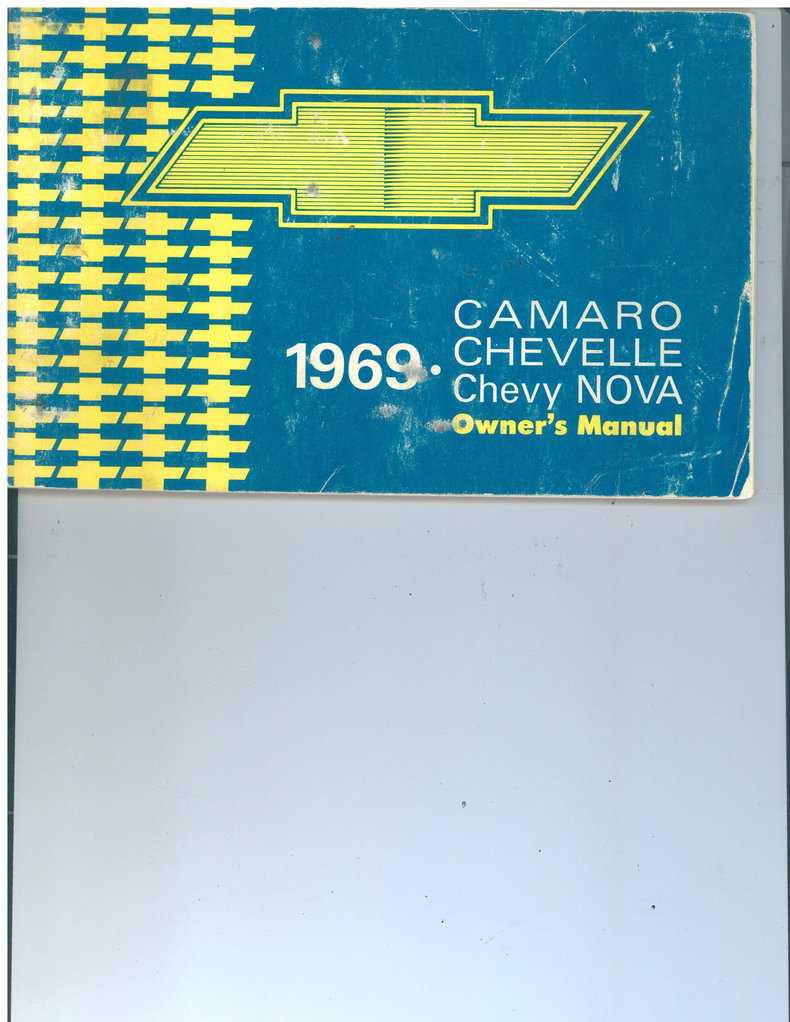 1969 •
CAMARO
CHEVELLE
Chevy NOVA
Owner's Manual